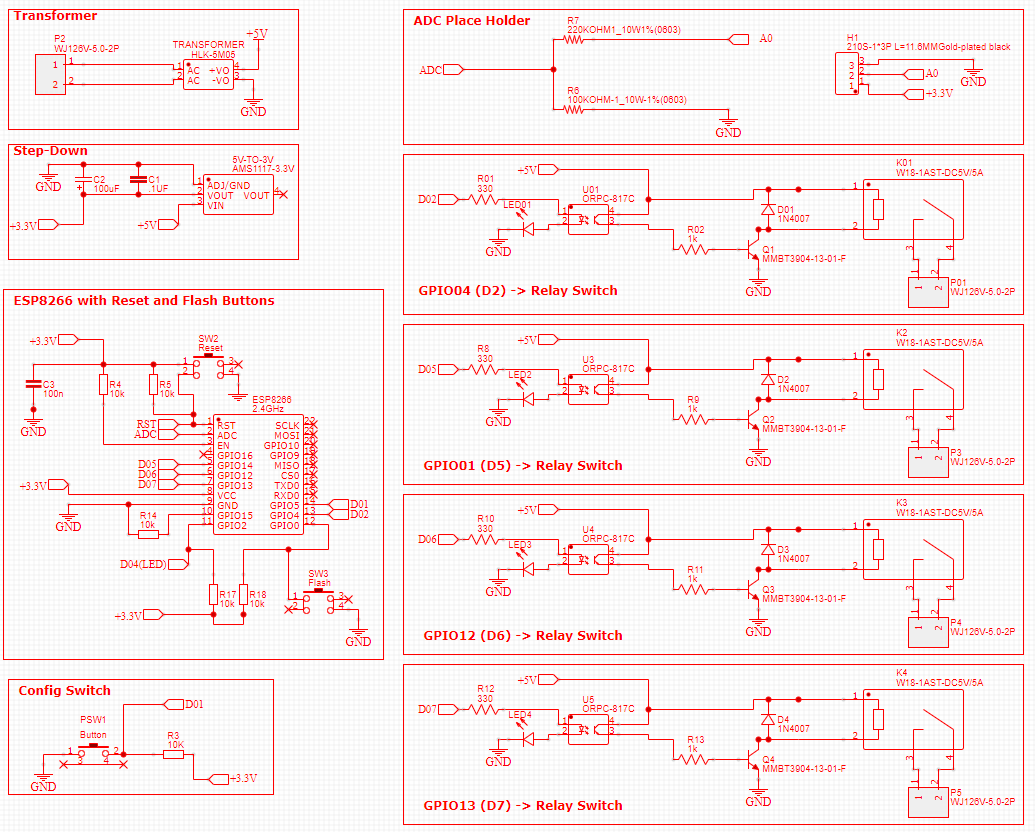 Transformer
P2
WJ126V-5.0-2P
1
2
1
2
TRANSFORMER
HLK-5M05
1
2
AC +VO
AC -VO
4
3
+5V
GND
Step-Down
GND
C2
100uF
+
C1
.1UF
5V-TO-3V
AMS1117-3.3V
1
2
3
ADJ/GND
VOUT VOUT
VIN
4
+3.3V
+5V
ESP8266 with Reset and Flash Buttons
+3.3V
SW2
Reset
1 3
2 4
C3
100n
GND
R4
10k
R5
10k
GND
ESP8266
2.4GHz
RST
ADC
1 RST SCLK 22
2 ADC MOSI 21
3 EN GPIO10 20
4 GPIO16 GPIO9 19
D05 5 GPIO14 MISO 18
D06 6 GPIO12 CS0 17
D07 7 GPIO13 TXD0 16
+3.3V 8 VCC RXD0 15
9 GND GPIO5 14 D01
10 GPIO15 GPIO4 13 D02
11 GPIO2 GPIO0 12
GND
R14
10k
D04(LED)
R17
10k
R18
10k
+3.3V
SW3
Flash
1 3
2 4
GND
Config Switch
D01
PSW1
Button
1 2
3 4
R3
10K
GND
+3.3V
ADC Place Holder
R7
220KOHM1_10W1%(0603)
A0
ADC
R6
100KOHM-1_10W-1%(0603)
GND
H1
210S-1*3P L=11.6MMGold-plated black
3 3
2 2
1 1
GND
A0
+3.3V
+5V
D02
R01
330
LED01
GND
U01
ORPC-817C
1 4
2 3
R02
1k
D01
1N4007
Q1
MMBT3904-13-01-F
GND
K01
W18-1AST-DC5V/5A
1
2
3 4
1 2
1 2
P01
WJ126V-5.0-2P
GPIO04 (D2) -> Relay Switch
+5V
D05
R8
330
LED2
GND
U3
ORPC-817C
1 4
2 3
R9
1k
D2
1N4007
Q2
MMBT3904-13-01-F
GND
K2
W18-1AST-DC5V/5A
1
2
3 4
1 2
1 2
P3
WJ126V-5.0-2P
GPIO01 (D5) -> Relay Switch
+5V
D06
R10
330
LED3
GND
U4
ORPC-817C
1 4
2 3
R11
1k
D3
1N4007
Q3
MMBT3904-13-01-F
GND
K3
W18-1AST-DC5V/5A
1
2
3 4
1 2
1 2
P4
WJ126V-5.0-2P
GPIO12 (D6) -> Relay Switch
+5V
D07
R12
330
LED4
GND
U5
ORPC-817C
1 4
2 3
R13
1k
D4
1N4007
Q4
MMBT3904-13-01-F
GND
K4
W18-1AST-DC5V/5A
1
2
3 4
1 2
1 2
P5
WJ126V-5.0-2P
GPIO13 (D7) -> Relay Switch